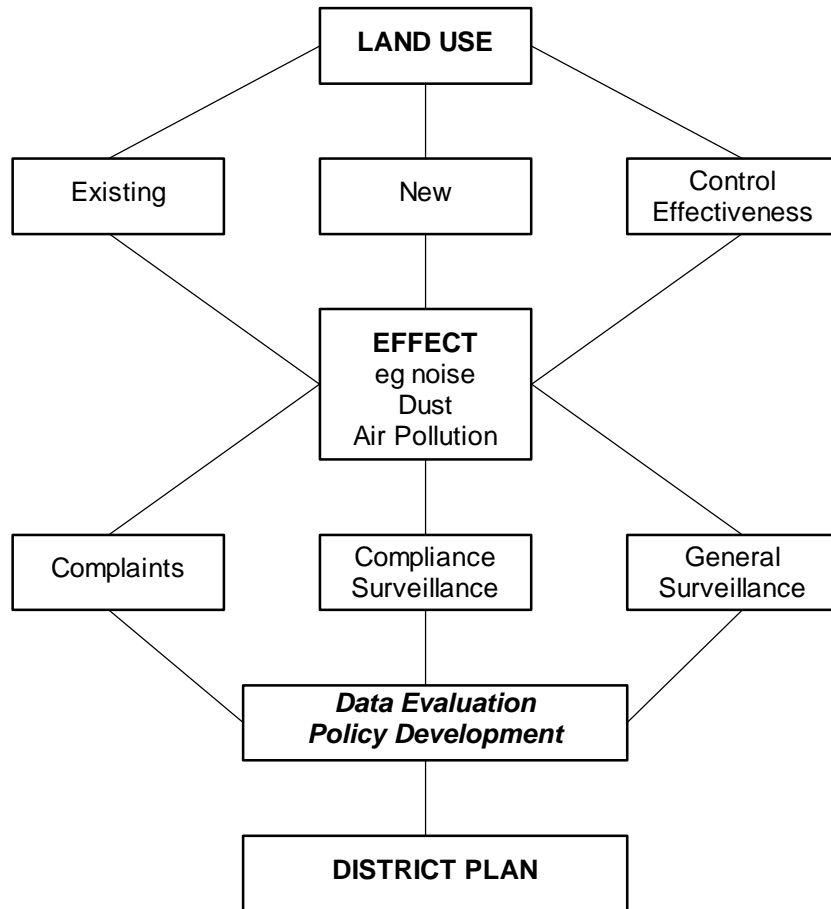 LAND USE
Existing
New
Control
Effectiveness
EFFECT
eg noise
Dust
Air Pollution
Complaints
Compliance
Surveillance
General
Surveillance
Data Evaluation
Policy Development
DISTRICT PLAN